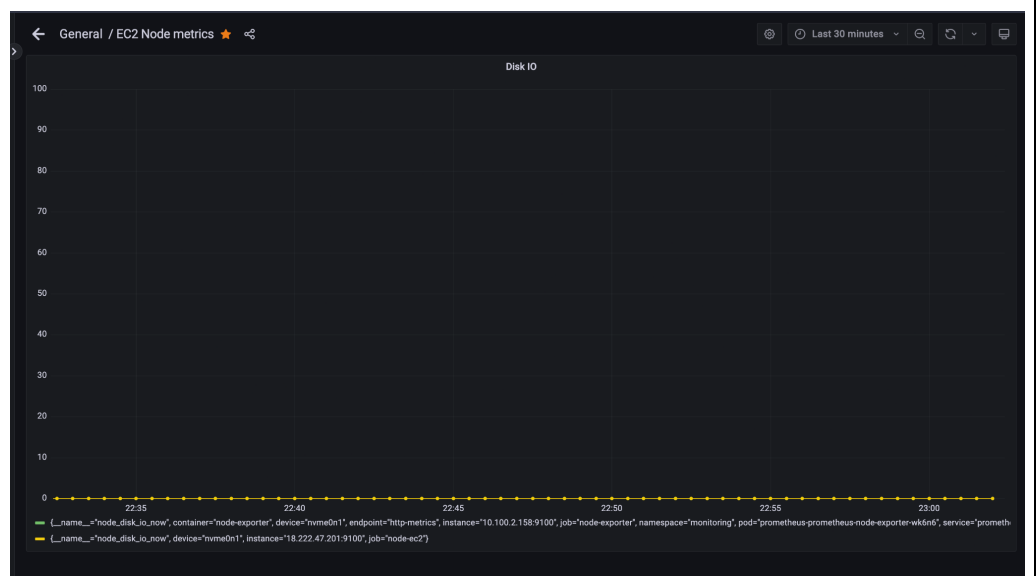 General / EC2 Node metrics
Last 30 minutes
Disk IO
100
90
80
70
60
50
40
30
20
10
0
22:35 22:40 22:45 22:50 22:55 23:00
{__name__="node_disk_io_now", container="node-exporter", device="nvme0n1", endpoint="http-metrics", instance="10.100.2.158:9100", job="node-exporter", namespace="monitoring", pod="prometheus-prometheus-node-exporter-wk6n6", service="prometh
{__name__="node_disk_io_now", device="nvme0n1", instance="18.222.47.201:9100", job="node-ec2"}